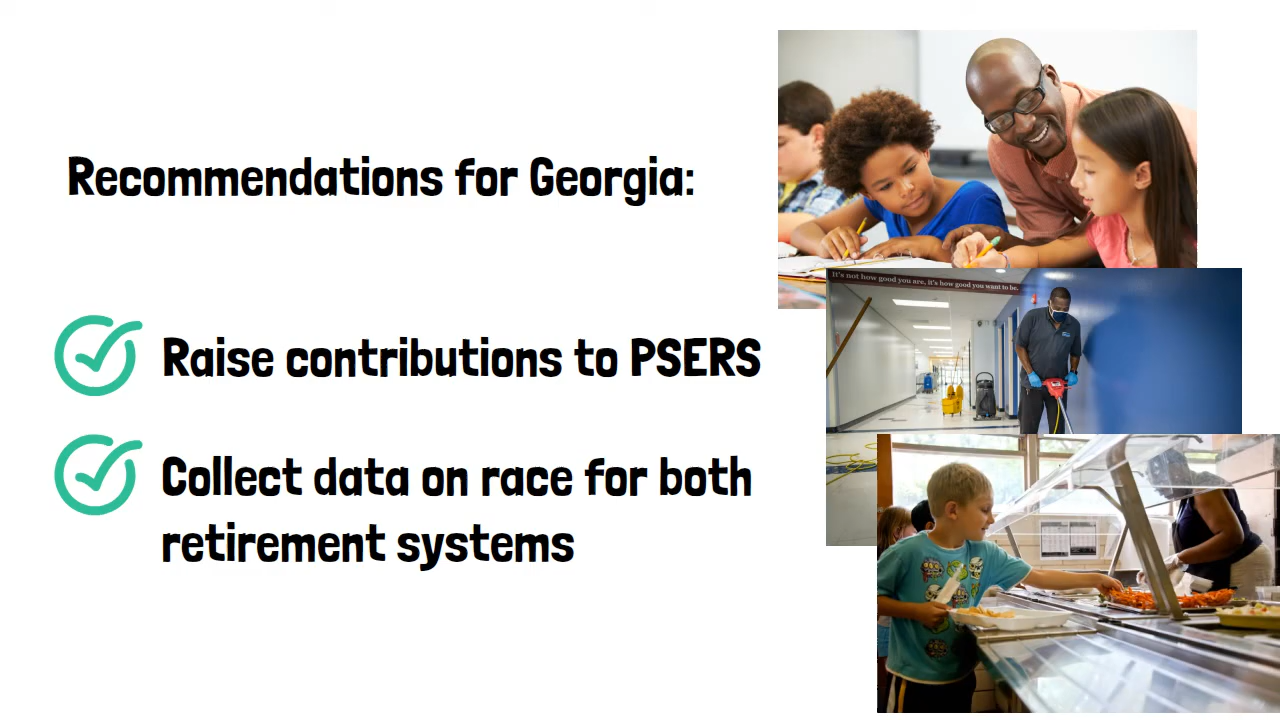 Recommendations for Georgia:
Raise contributions to PSERS
Collect data on race for both
retirement systems
It's not how good you are, it's how good you want to be.